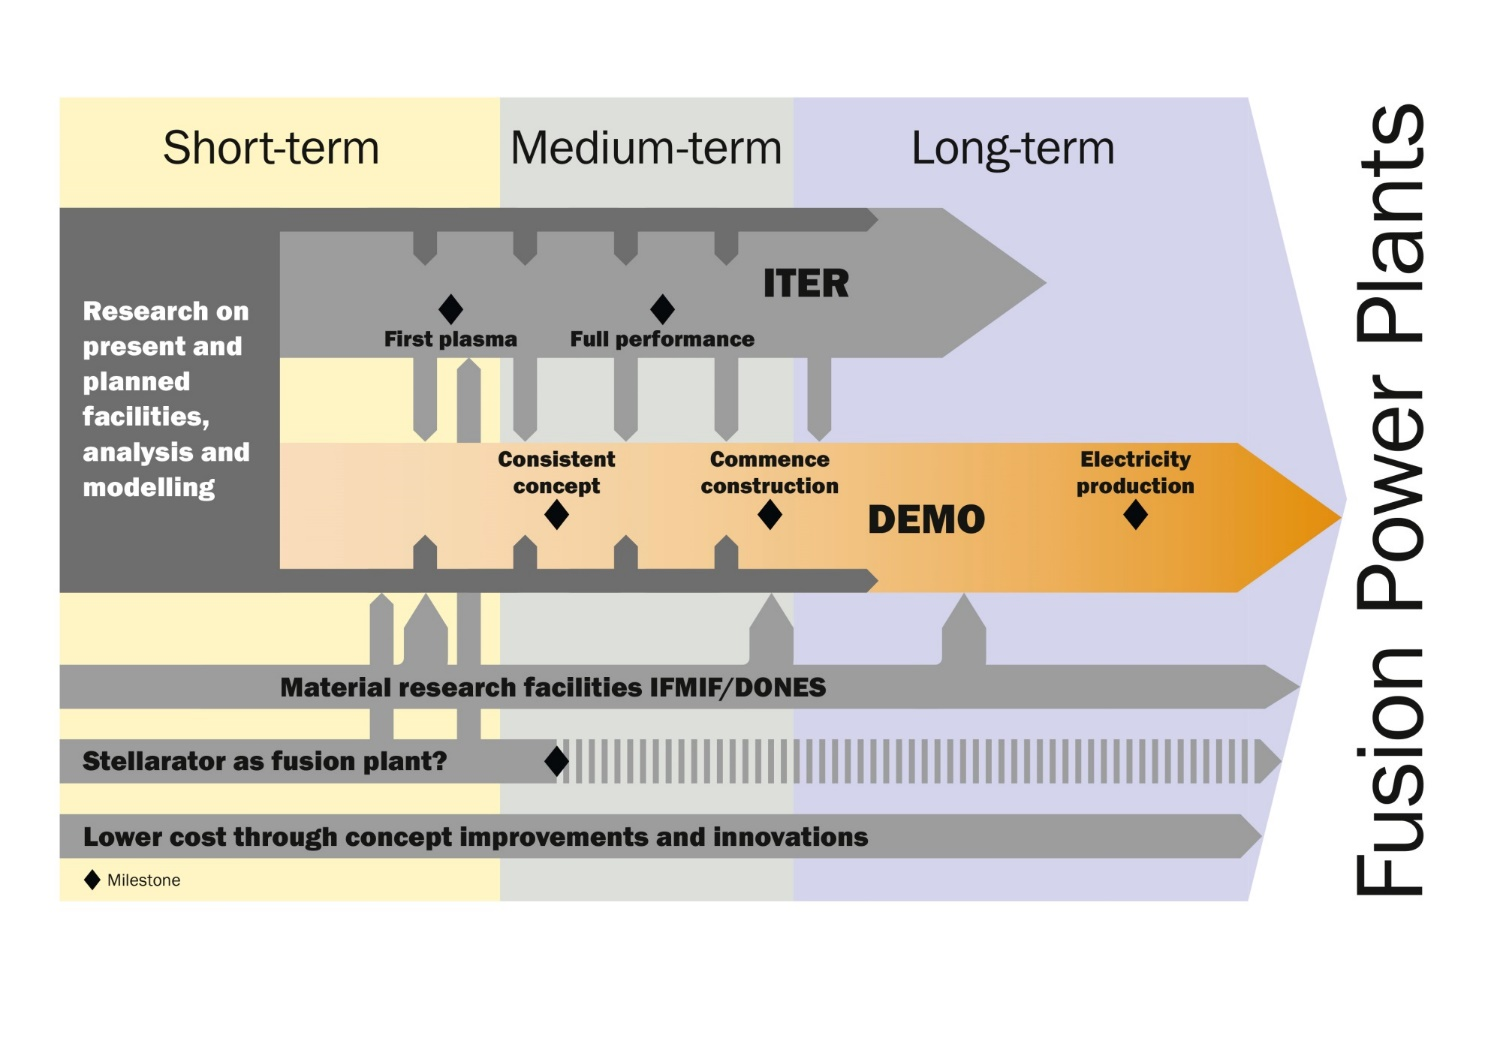 Short-term
Medium-term
Long-term
Research on
present and
planned
facilities,
analysis and
modelling
ITER
First plasma
Full performance
Consistent
concept
Commence
construction
DEMO
Electricity
production
Material research facilities IFMIF/DONES
Stellarator as fusion plant?
Lower cost through concept improvements and innovations
Milestone
Fusion Power Plants